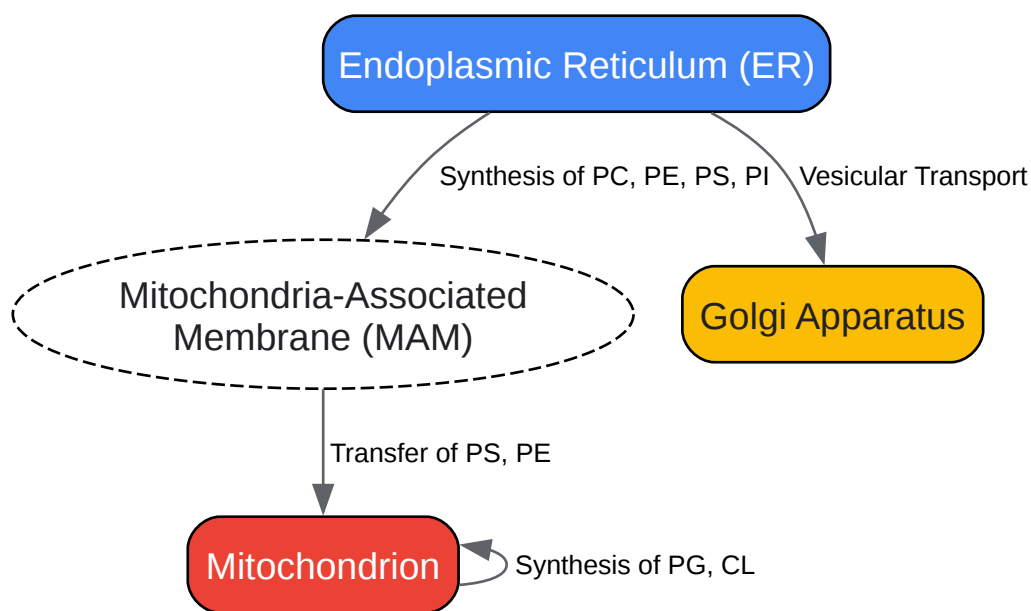 Endoplasmic Reticulum (ER)
Synthesis of PC, PE, PS, PI
Vesicular Transport
Mitochondria-Associated
Membrane (MAM)
Golgi Apparatus
Transfer of PS, PE
Mitochondrion
Synthesis of PG, CL